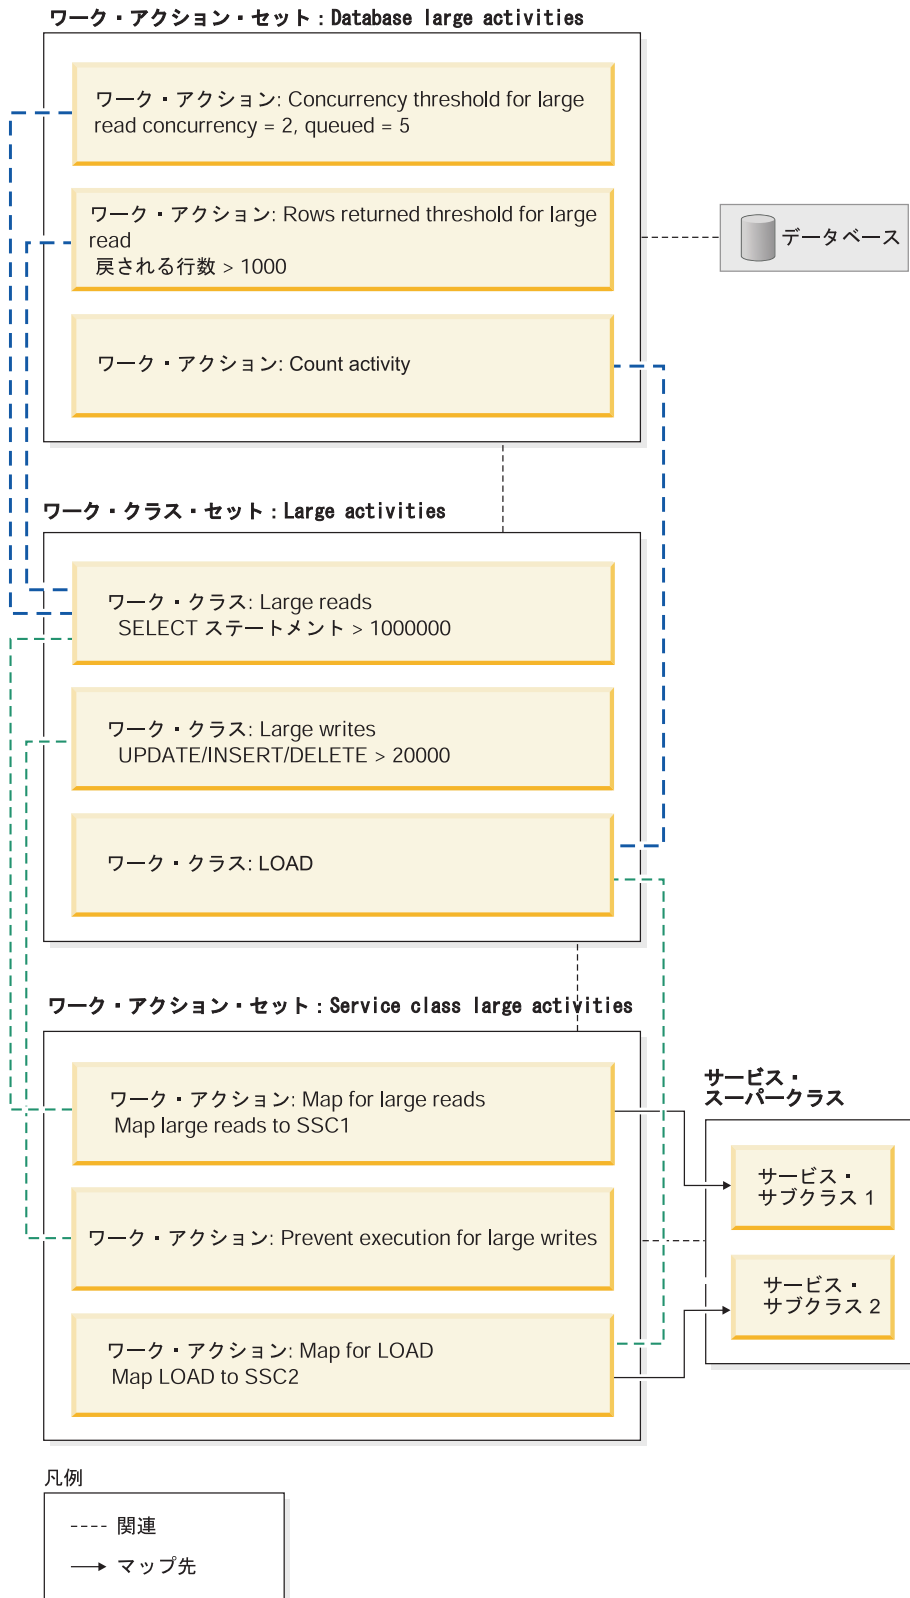 ワーク・アクション・セット : Database large activities
ワーク・アクション: Concurrency threshold for large
read concurrency = 2, queued = 5
ワーク・アクション: Rows returned threshold for large
read
戻される行数 > 1000
データベース
ワーク・アクション: Count activity
ワーク・クラス・セット : Large activities
ワーク・クラス: Large reads
SELECT ステートメント > 1000000
ワーク・クラス: Large writes
UPDATE/INSERT/DELETE > 20000
ワーク・クラス: LOAD
ワーク・アクション・セット : Service class large activities
ワーク・アクション: Map for large reads
Map large reads to SSC1
ワーク・アクション: Prevent execution for large writes
ワーク・アクション: Map for LOAD
Map LOAD to SSC2
サービス・
スーパークラス
サービス・
サブクラス 1
サービス・
サブクラス 2
凡例
関連
マップ先